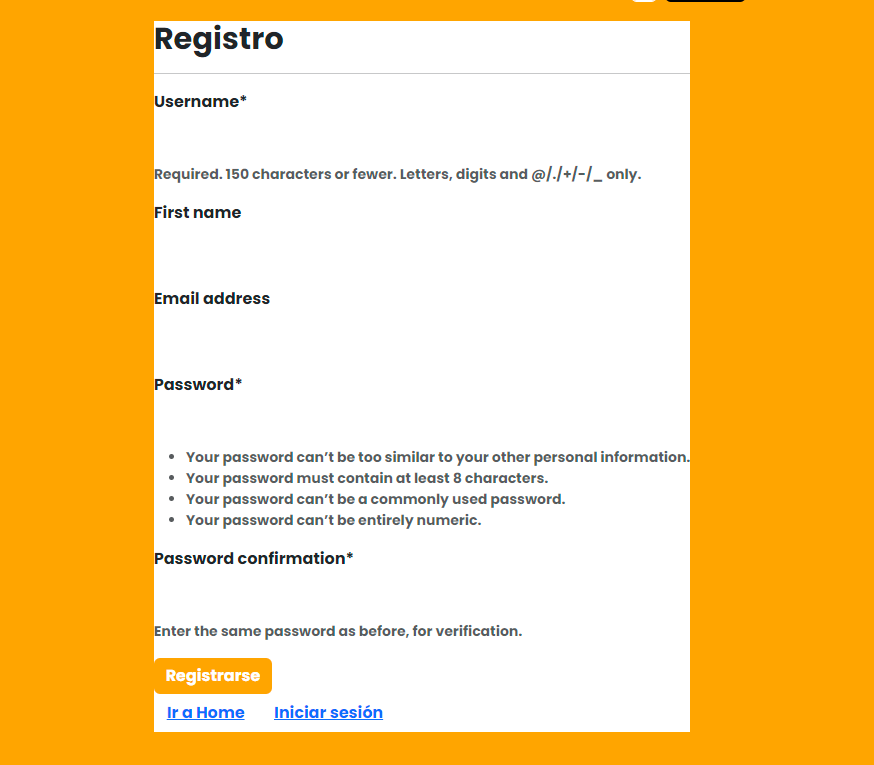 Registro
Username*
Required. 150 characters or fewer. Letters, digits and @/./+/-/_ only.
First name
Email address
Password*
• Your password can’t be too similar to your other personal information.
• Your password must contain at least 8 characters.
• Your password can’t be a commonly used password.
• Your password can’t be entirely numeric.
Password confirmation*
Enter the same password as before, for verification.
Registrarse
Ir a Home Iniciar sesión